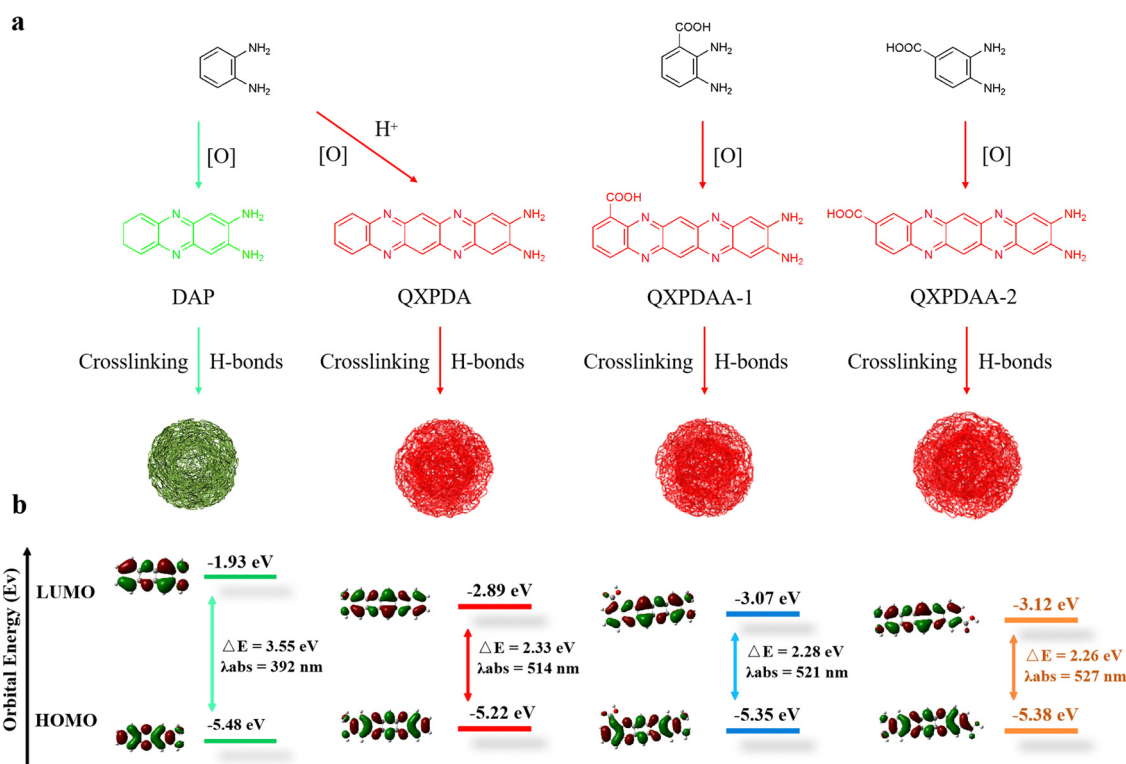 a
NH2
NH2
COOH
NH2
NH2
HOOC
NH2
NH2
[O]
H+
[O]
[O]
[O]
N
N
NH2
NH2
N
N
N
N
NH2
NH2
COOH
N
N
N
N
NH2
NH2
HOOC
N
N
N
N
NH2
NH2
DAP
QXPDA
QXPDAA-1
QXPDAA-2
Crosslinking H-bonds
Crosslinking H-bonds
Crosslinking H-bonds
Crosslinking H-bonds
b
Orbital Energy (Ev)
LUMO
-1.93 eV
-2.89 eV
-3.07 eV
-3.12 eV
△E = 3.55 eV
λabs = 392 nm
△E = 2.33 eV
λabs = 514 nm
△E = 2.28 eV
λabs = 521 nm
△E = 2.26 eV
λabs = 527 nm
HOMO
-5.48 eV
-5.22 eV
-5.35 eV
-5.38 eV